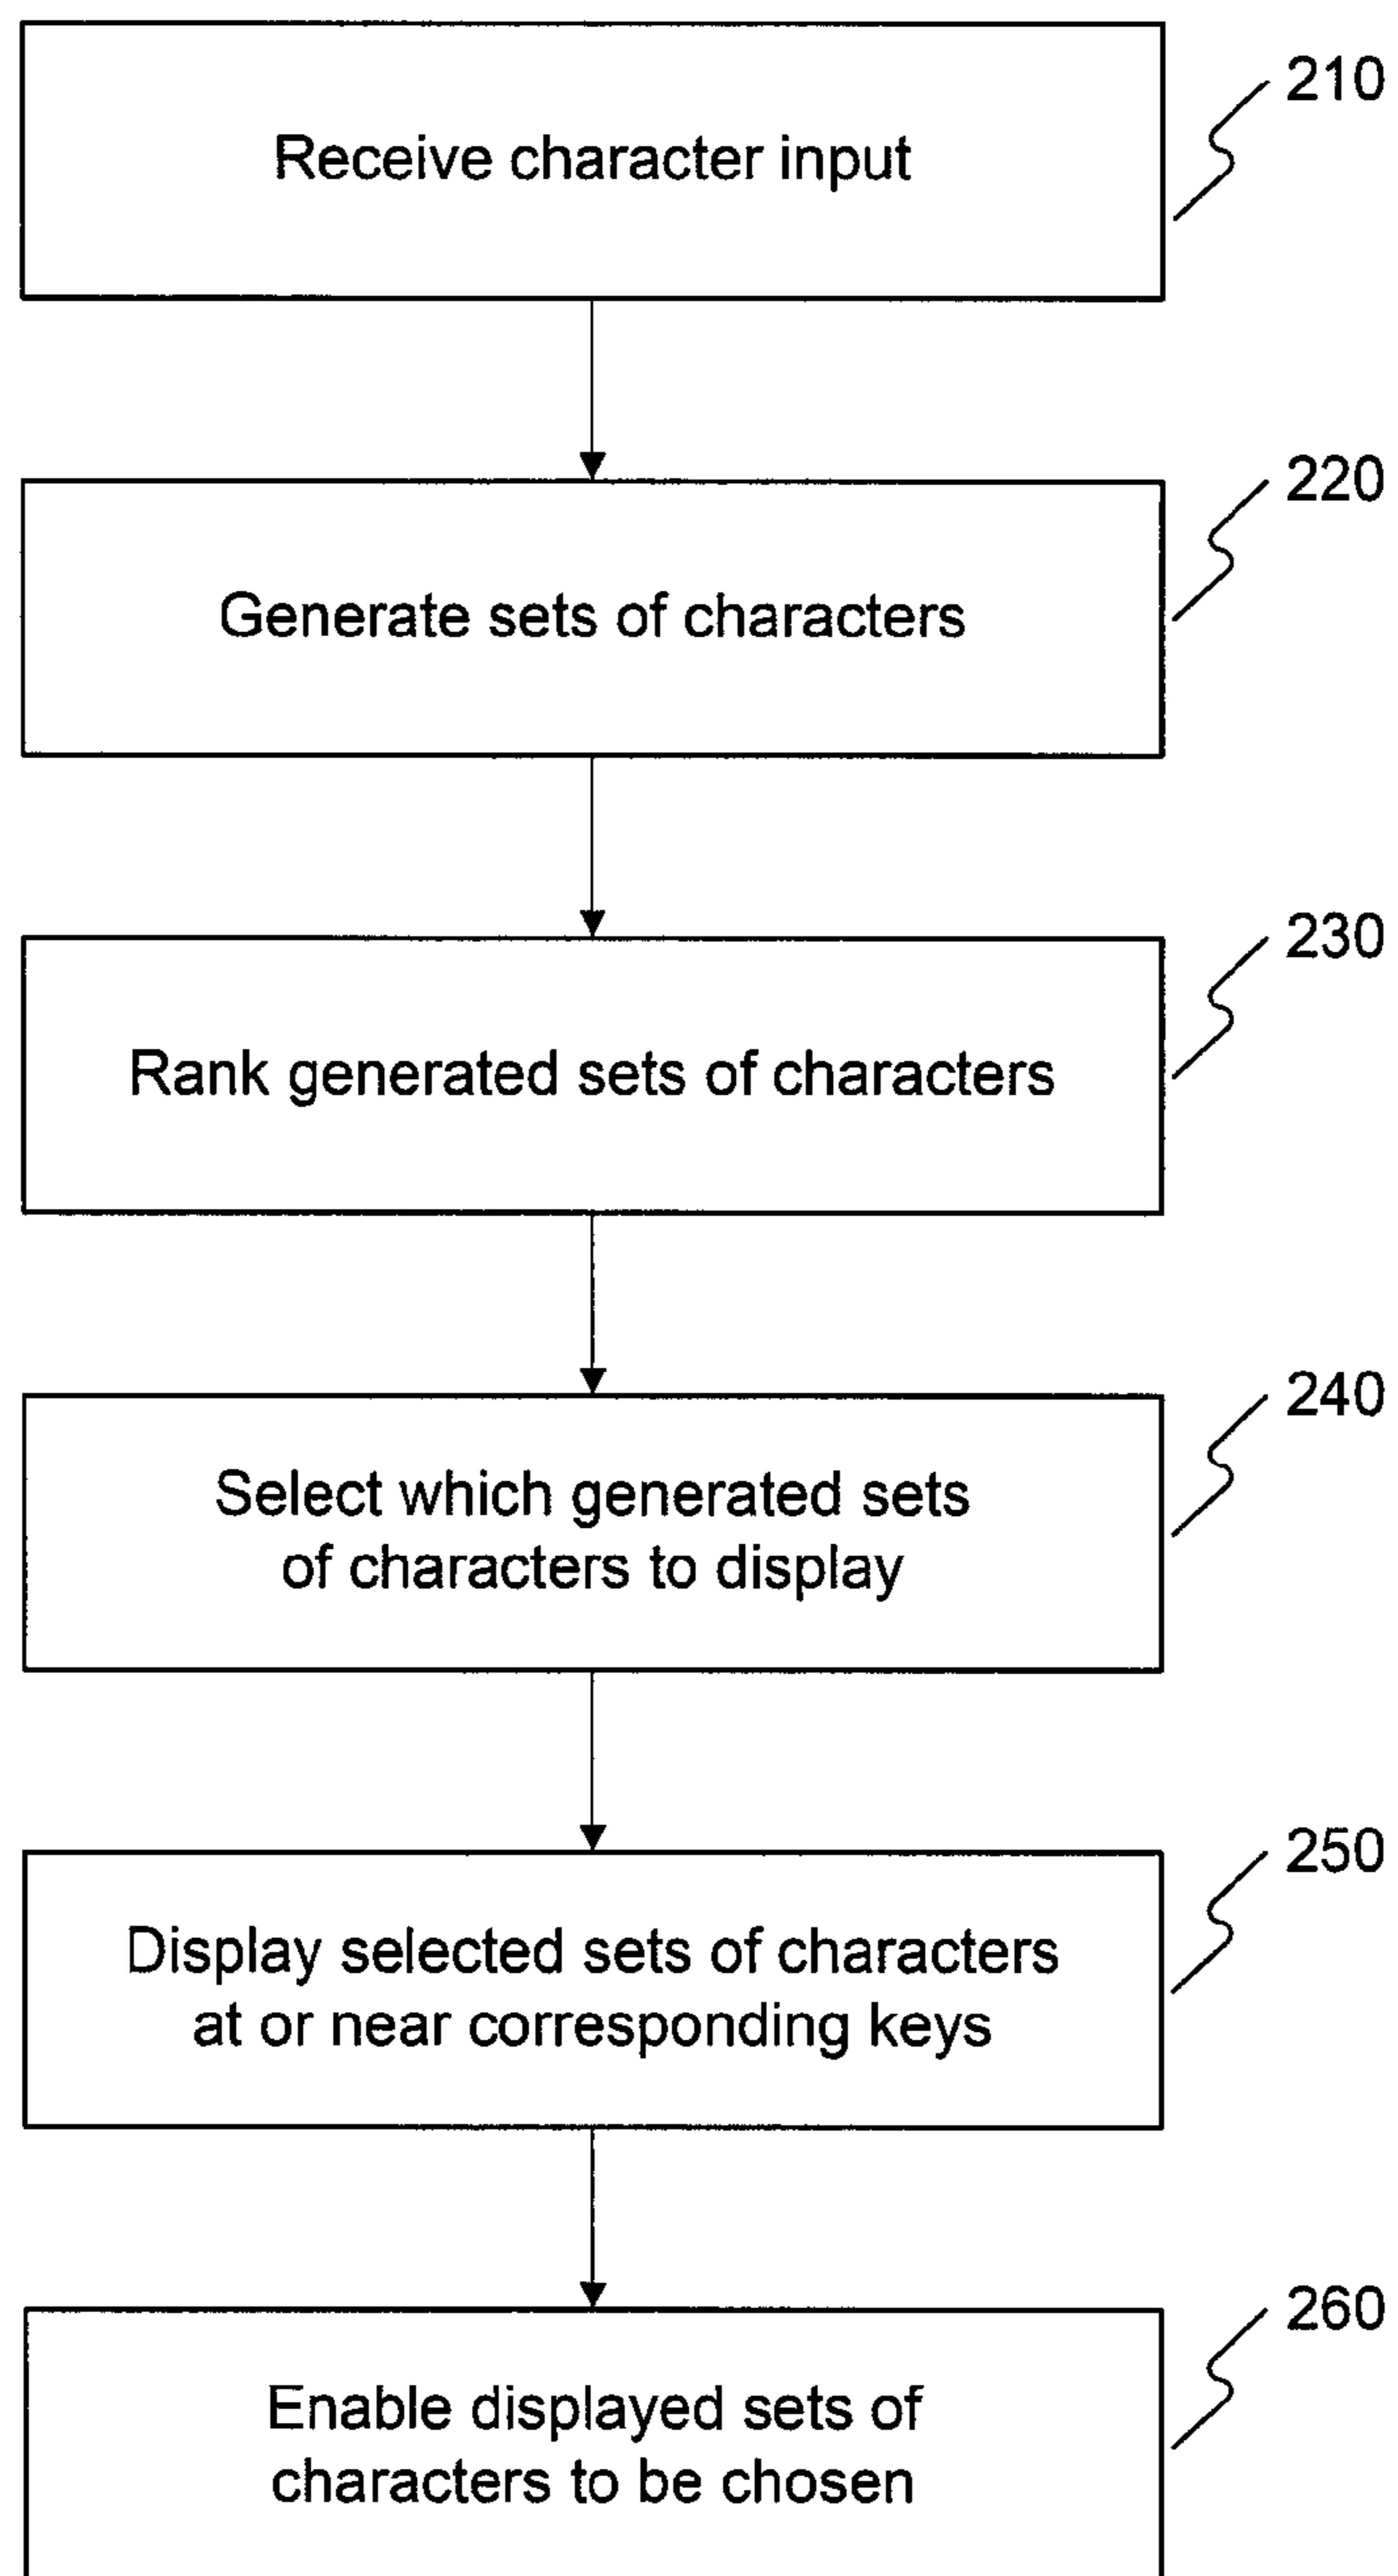 210
Receive character input
220
Generate sets of characters
230
Rank generated sets of characters
240
Select which generated sets
of characters to display
250
Display selected sets of characters
at or near corresponding keys
260
Enable displayed sets of
characters to be chosen